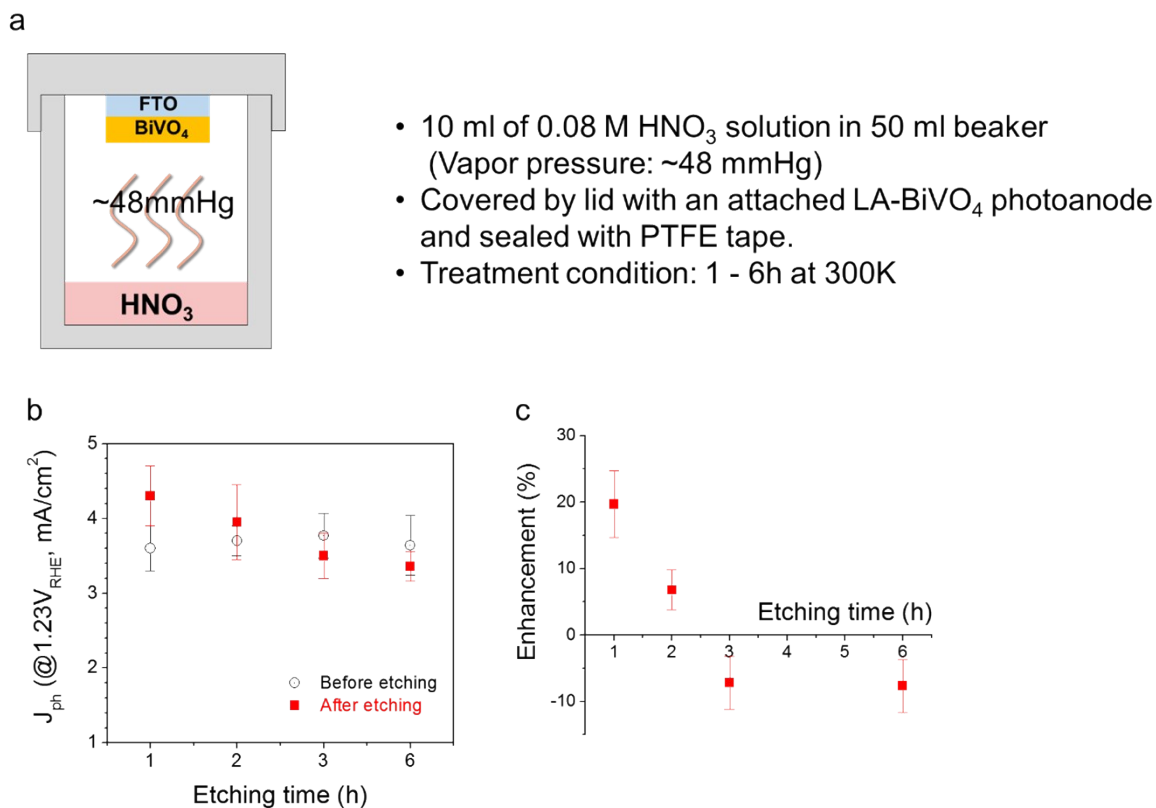 a
FTO
BiVO₄
~48mmHg
HNO₃
• 10 ml of 0.08 M HNO₃ solution in 50 ml beaker
(Vapor pressure: ~48 mmHg)
• Covered by lid with an attached LA-BiVO₄ photoanode
and sealed with PTFE tape.
• Treatment condition: 1 - 6h at 300K
b
J_ph (@1.23V_RHE, mA/cm²)
5
4
3
2
1
Before etching
After etching
1 2 3 6
Etching time (h)
c
Enhancement (%)
30
20
10
0
-10
Etching time (h)
1 2 3 4 5 6